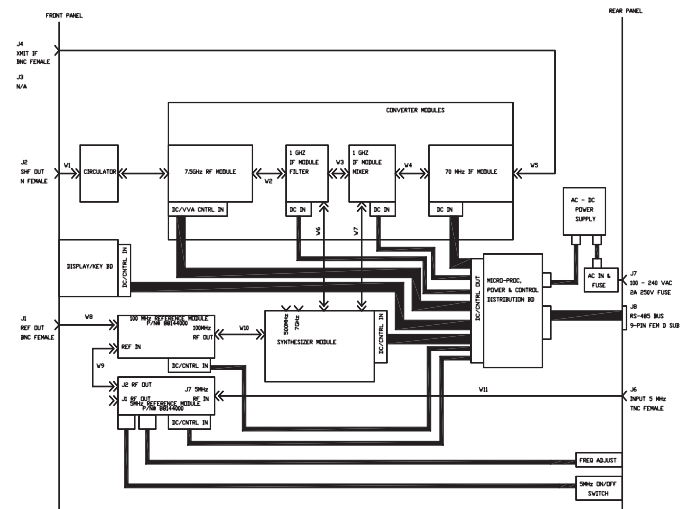 FRONT PANEL
REAR PANEL
J4
XMIT IF
BNC FEMALE
J3
N/A
CONVERTER MODULES
J2
SHF OUT
N FEMALE
W1
CIRCULATOR
7.5GHz RF MODULE
W2
1 GHZ
IF MODULE
FILTER
W3
1 GHZ
IF MODULE
MIXER
W4
70 MHz IF MODULE
W5
DC/VVA CNTRL IN
DC IN
DC IN
DC IN
AC - DC
POWER
SUPPLY
W6
W7
DISPLAY/KEY BD
DC/CNTRL IN
DC/CNTRL OUT
MICRO-PROC,
POWER & CONTROL
DISTRIBUTION BD
AC IN &
FUSE
J7
100 - 240 VAC
2A 250V FUSE
J8
RS-485 BUS
9-PIN FEM D SUB
J1
REF OUT
BNC FEMALE
W8
100 MHz REFERENCE MODULE
P/N# 88144000
100MHz
RF OUT
REF IN
W10
500MHz
7GHz
SYNTHESIZER MODULE
DC/CNTRL IN
DC/CNTRL IN
W9
J2 RF OUT
J7 5MHz
J1 RF OUT
RF IN
5MHz REFERENCE MODULE
P/N# 88144000
DC/CNTRL IN
W11
J6
INPUT 5 MHz
TNC FEMALE
FREQ ADJUST
5MHz ON/OFF
SWITCH